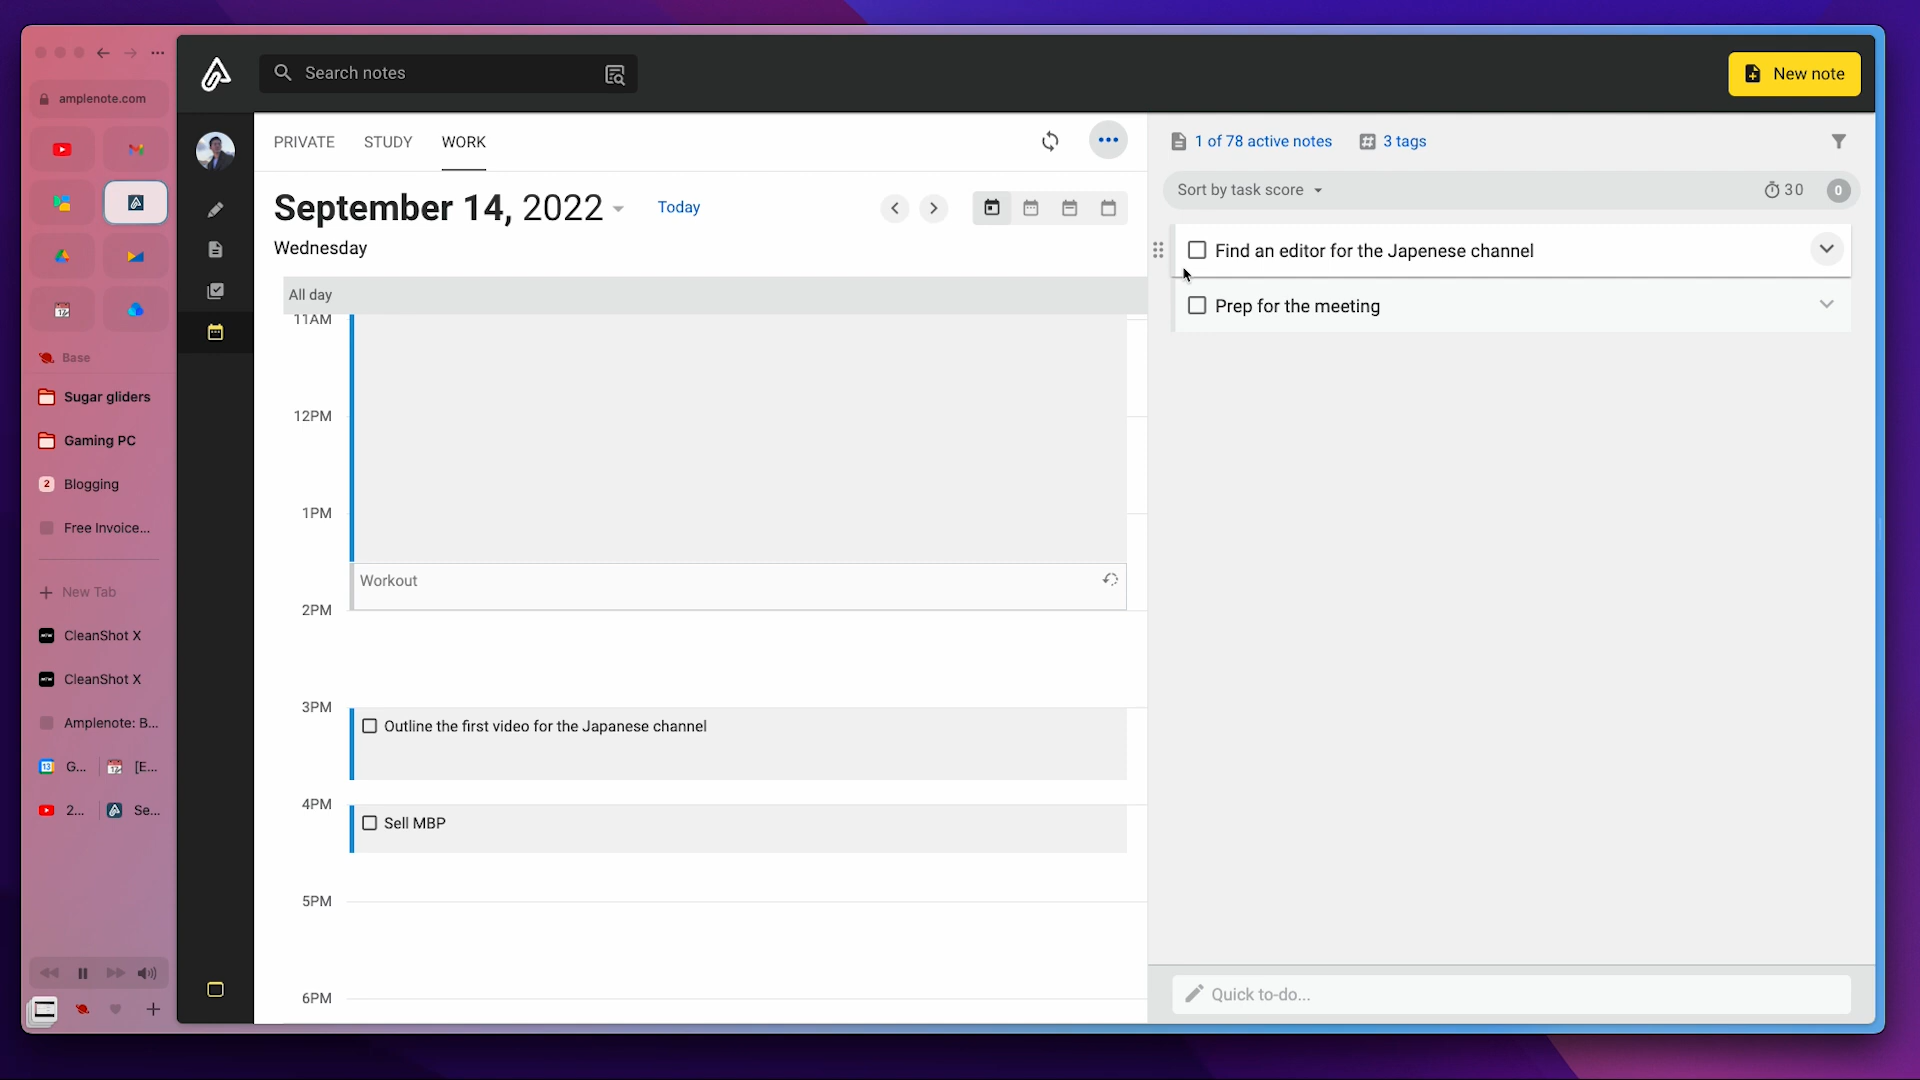 amplenote.com
Base
Sugar gliders
Gaming PC
2 Blogging
Free Invoice...
+ New Tab
CleanShot X
CleanShot X
Amplenote: B...
13 G... 17 [E...
2... Se...
Search notes
New note
PRIVATE STUDY WORK
September 14, 2022 Today
Wednesday
All day
11AM
12PM
1PM
Workout
2PM
3PM
Outline the first video for the Japanese channel
4PM
Sell MBP
5PM
6PM
1 of 78 active notes 3 tags
Sort by task score 30 0
Find an editor for the Japenese channel
Prep for the meeting
Quick to-do...